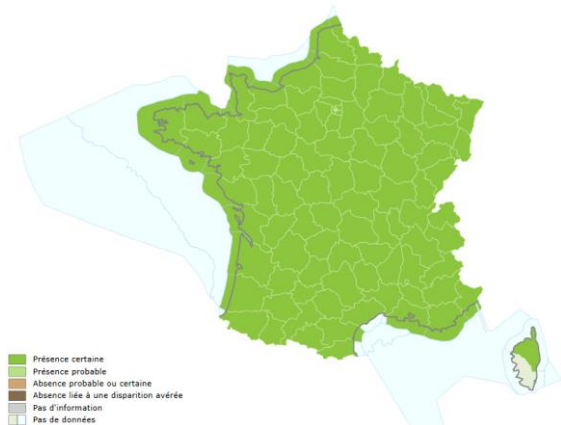 Présence certaine
Présence probable
Absence probable ou certaine
Absence liée à une disparition avérée
Pas d'information
Pas de données